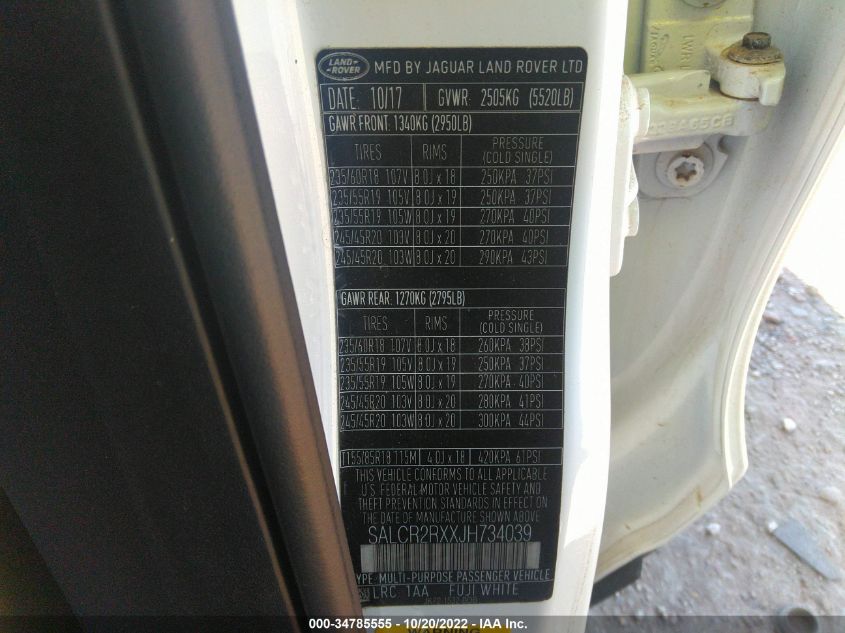 LAND
ROVER
MFD BY JAGUAR LAND ROVER LTD
DATE: 10/17 GVWR: 2505KG (5520LB)
GAWR FRONT: 1340KG (2950LB)
TIRES RIMS PRESSURE (COLD SINGLE)
235/60R18 107V 8.0J x 18 250KPA 37PSI
235/55R19 105V 8.0J x 19 250KPA 37PSI
235/55R19 105W 8.0J x 19 270KPA 40PSI
245/45R20 103V 8.0J x 20 270KPA 40PSI
245/45R20 103W 8.0J x 20 290KPA 43PSI
GAWR REAR: 1270KG (2795LB)
TIRES RIMS PRESSURE (COLD SINGLE)
235/60R18 107V 8.0J x 18 260KPA 38PSI
235/55R19 105V 8.0J x 19 250KPA 37PSI
235/55R19 105W 8.0J x 19 270KPA 40PSI
245/45R20 103V 8.0J x 20 280KPA 41PSI
245/45R20 103W 8.0J x 20 300KPA 44PSI
T155/85R18 115M 4.0J x 18 420KPA 61PSI
THIS VEHICLE CONFORMS TO ALL APPLICABLE
U.S. FEDERAL MOTOR VEHICLE SAFETY AND
THEFT PREVENTION STANDARDS IN EFFECT ON
THE DATE OF MANUFACTURE SHOWN ABOVE.
SALCR2RXXJH734039
TYPE: MULTI-PURPOSE PASSENGER VEHICLE
LRC 1AA FUJI WHITE
000-34785555 - 10/20/2022 - IAA Inc.